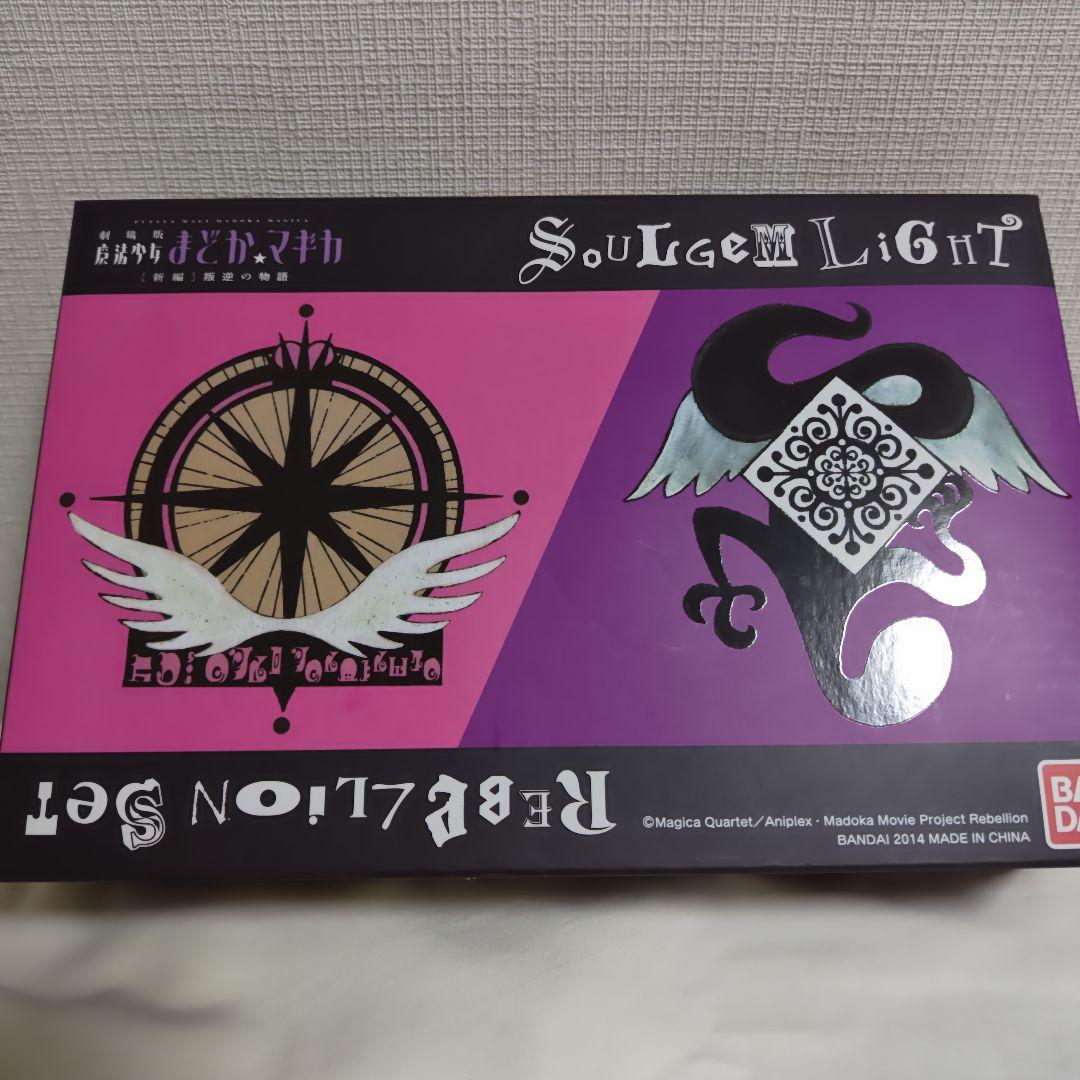 PUELLA MAGI MADOKA MAGICA
劇場版
魔法少女まどか☆マギカ
[新編]叛逆の物語
SOULGEM LiGHT
REBELLiON SET
©Magica Quartet/Aniplex・Madoka Movie Project Rebellion
BANDAI 2014 MADE IN CHINA
BA
DA